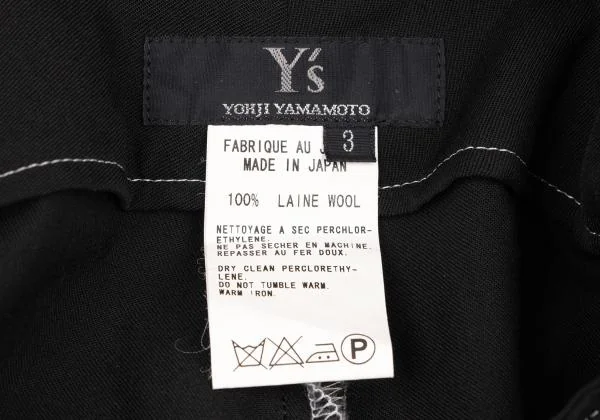 Y's
YOHJI YAMAMOTO
3
FABRIQUE AU
MADE IN JAPAN
100% LAINE WOOL
NETTOYAGE A SEC PERCHLOR-
ETHYLENE.
NE PAS SECHER EN MACHINE.
REPASSER AU FER DOUX.
DRY CLEAN PERCLORETHY-
LENE.
DO NOT TUMBLE WARM.
WARM IRON.
P